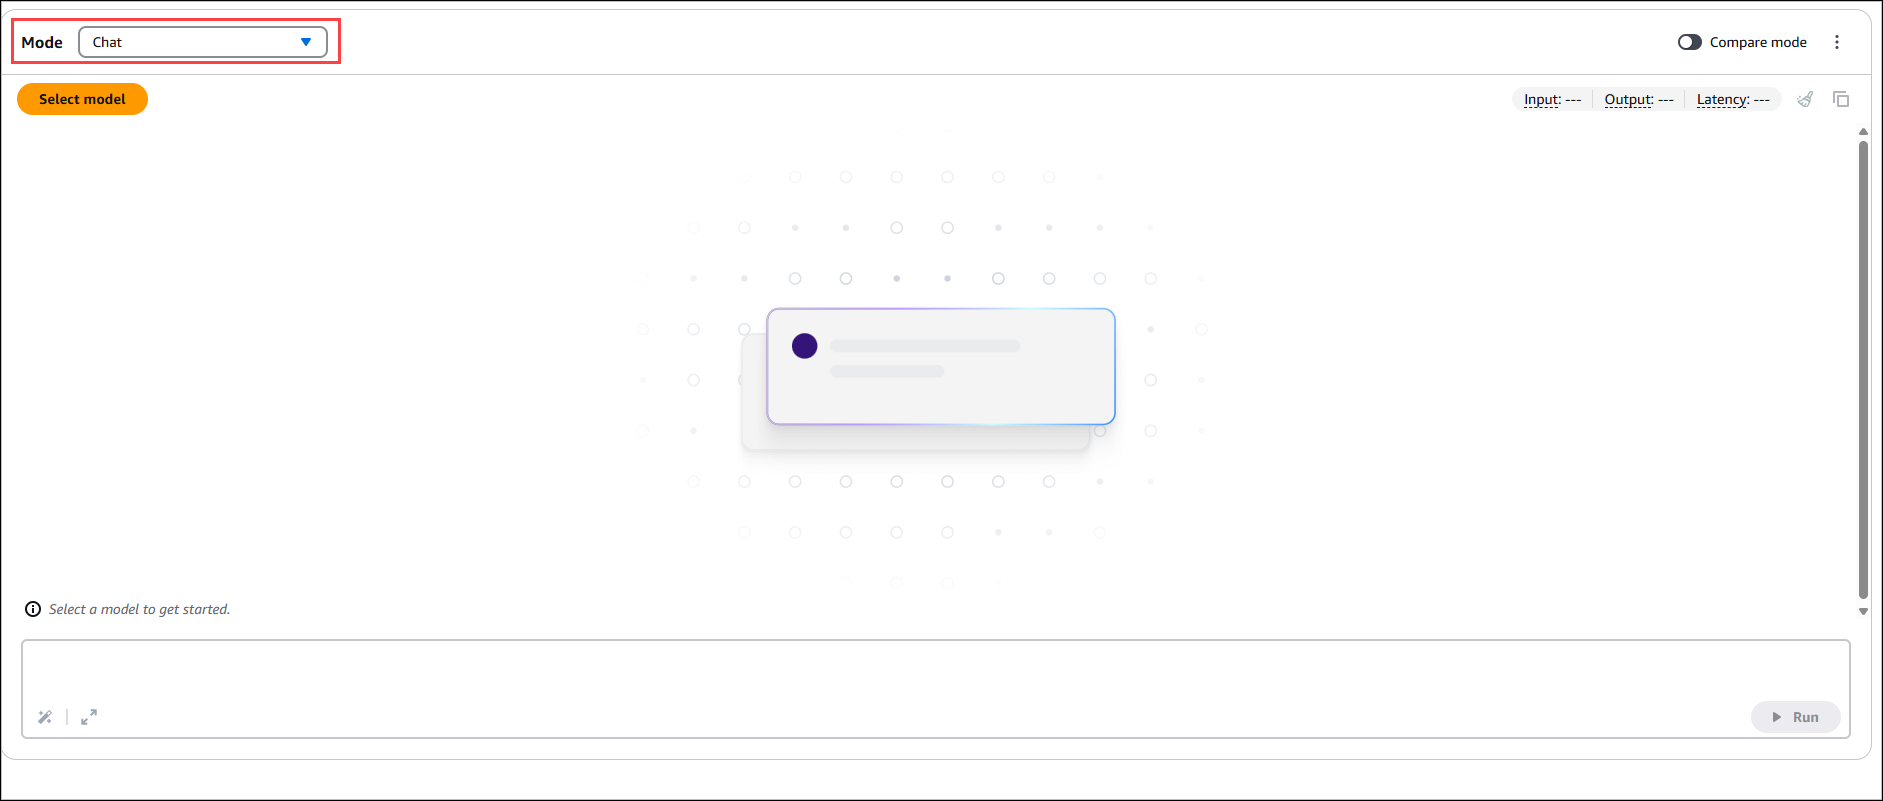 Mode
Chat
Compare mode
Select model
Input: ---
Output: ---
Latency: ---
Select a model to get started.
Run